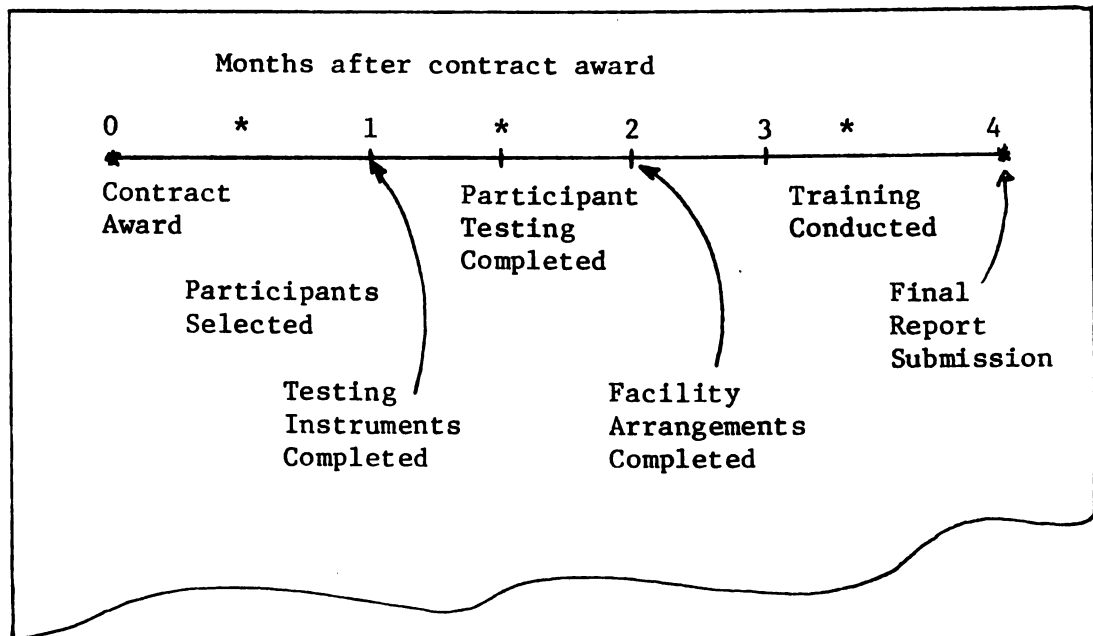 Months after contract award
0 * 1 * 2 3 * 4
Contract
Award
Participant
Testing
Completed
Training
Conducted
Participants
Selected
Final
Report
Submission
Testing
Instruments
Completed
Facility
Arrangements
Completed